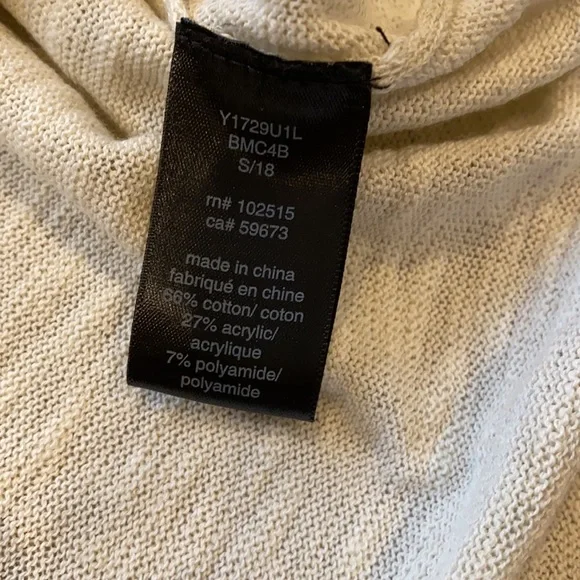 Y1729U1L
BMC4B
S/18
rn# 102515
ca# 59673
made in china
fabriqué en chine
66% cotton/ coton
27% acrylic/
acrylique
7% polyamide/
polyamide